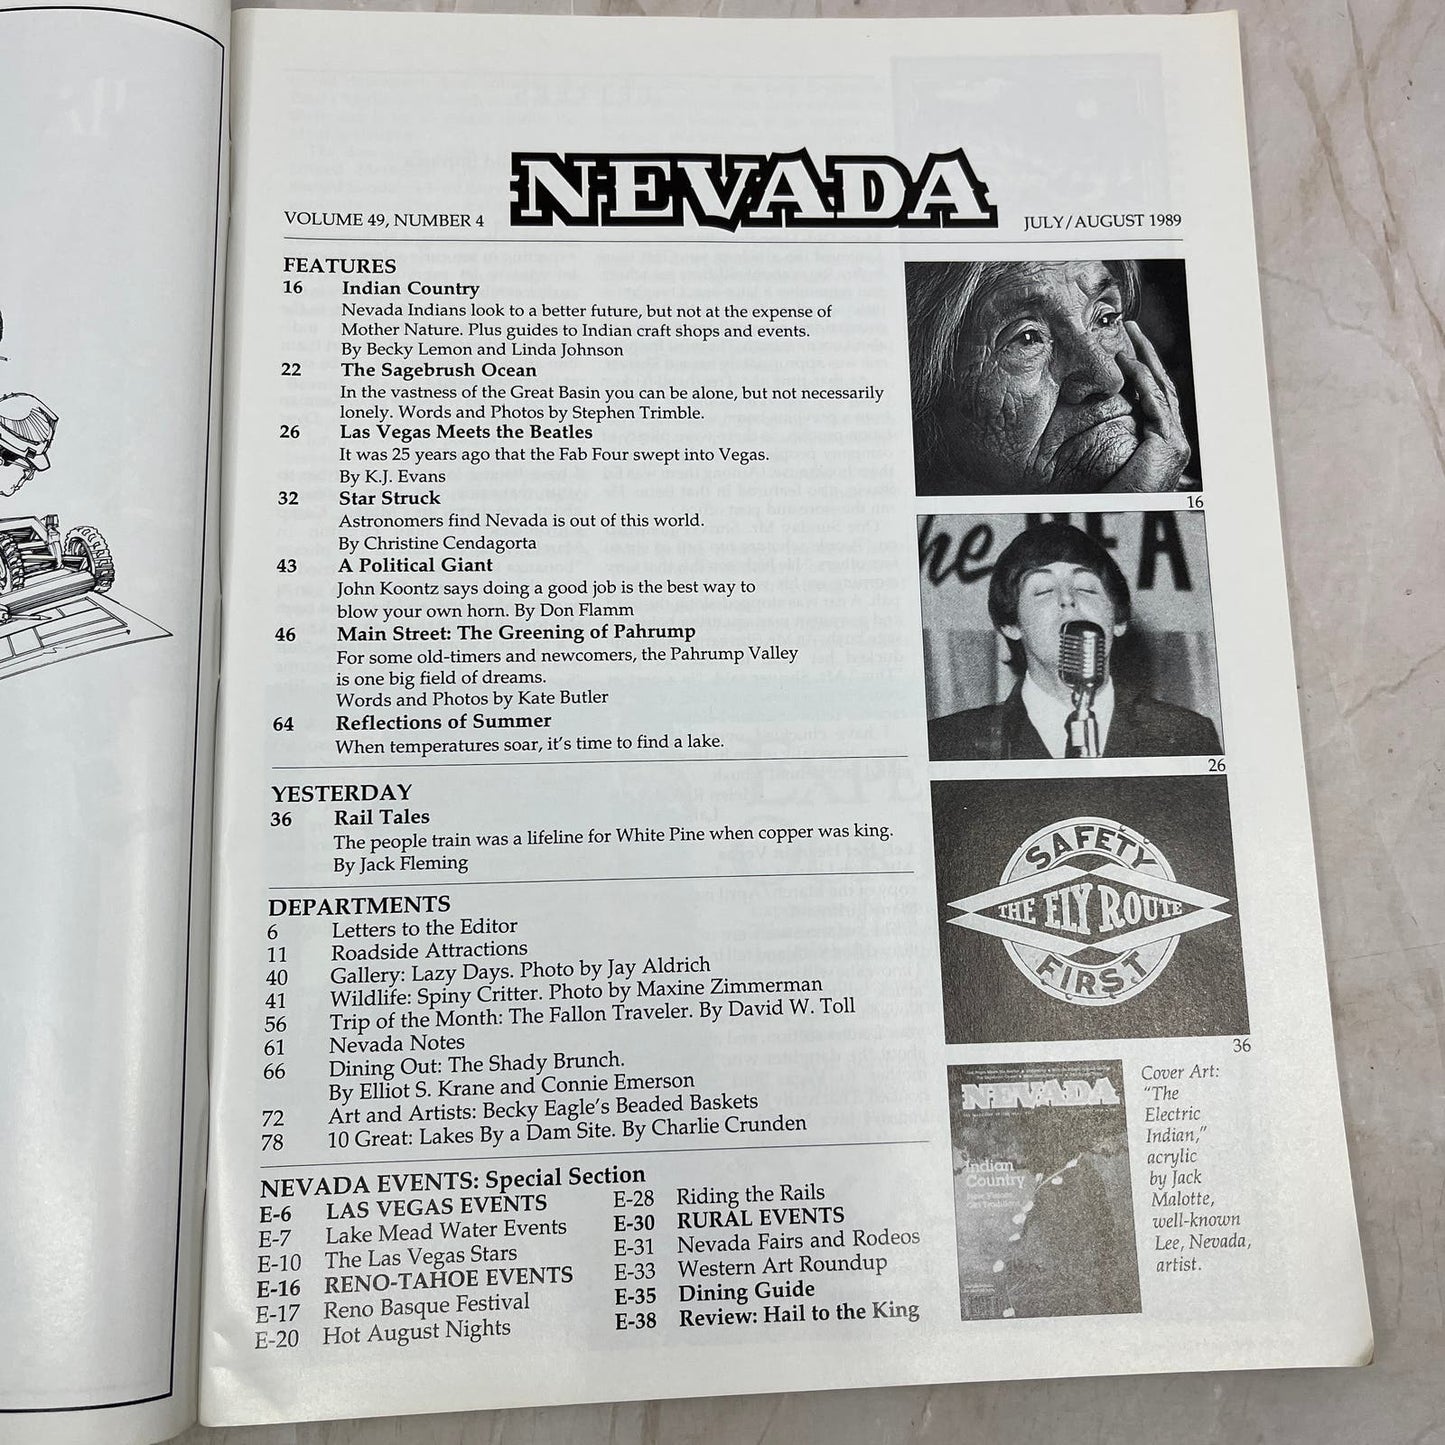 NEVADA
VOLUME 49, NUMBER 4
JULY/AUGUST 1989
FEATURES
16 Indian Country
Nevada Indians look to a better future, but not at the expense of
Mother Nature. Plus guides to Indian craft shops and events.
By Becky Lemon and Linda Johnson
22 The Sagebrush Ocean
In the vastness of the Great Basin you can be alone, but not necessarily
lonely. Words and Photos by Stephen Trimble.
26 Las Vegas Meets the Beatles
It was 25 years ago that the Fab Four swept into Vegas.
By K.J. Evans
32 Star Struck
Astronomers find Nevada is out of this world.
By Christine Cendagorta
43 A Political Giant
John Koontz says doing a good job is the best way to
blow your own horn. By Don Flamm
46 Main Street: The Greening of Pahrump
For some old-timers and newcomers, the Pahrump Valley
is one big field of dreams.
Words and Photos by Kate Butler
64 Reflections of Summer
When temperatures soar, it's time to find a lake.
YESTERDAY
36 Rail Tales
The people train was a lifeline for White Pine when copper was king.
By Jack Fleming
DEPARTMENTS
6 Letters to the Editor
11 Roadside Attractions
40 Gallery: Lazy Days. Photo by Jay Aldrich
41 Wildlife: Spiny Critter. Photo by Maxine Zimmerman
56 Trip of the Month: The Fallon Traveler. By David W. Toll
61 Nevada Notes
66 Dining Out: The Shady Brunch.
By Elliot S. Krane and Connie Emerson
72 Art and Artists: Becky Eagle's Beaded Baskets
78 10 Great: Lakes By a Dam Site. By Charlie Crunden
NEVADA EVENTS: Special Section
E-6 LAS VEGAS EVENTS
E-7 Lake Mead Water Events
E-10 The Las Vegas Stars
E-16 RENO-TAHOE EVENTS
E-17 Reno Basque Festival
E-20 Hot August Nights
E-28 Riding the Rails
E-30 RURAL EVENTS
E-31 Nevada Fairs and Rodeos
E-33 Western Art Roundup
E-35 Dining Guide
E-38 Review: Hail to the King
16
he BEA
26
SAFETY
THE ELY ROUTE
FIRST
36
NEVADA
Indian
Country
Cover Art:
"The
Electric
Indian,"
acrylic
by Jack
Malotte,
well-known
Lee, Nevada,
artist.